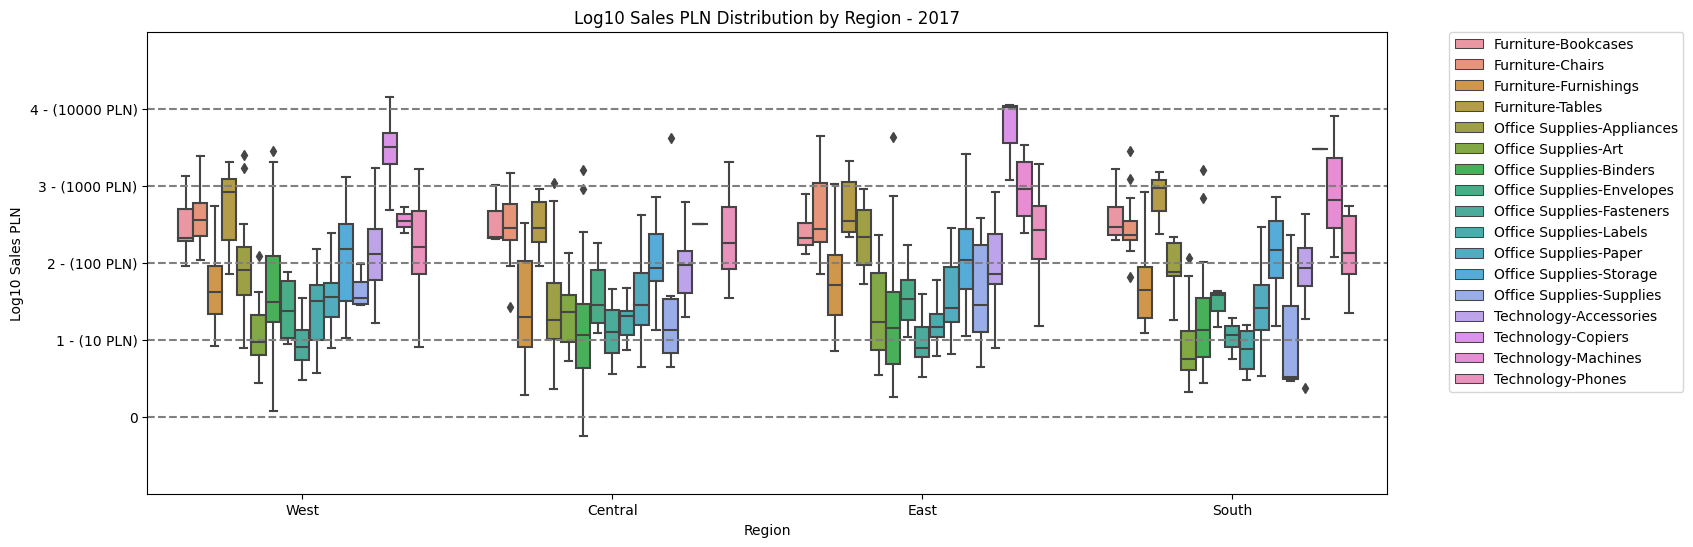 Log10 Sales PLN Distribution by Region - 2017
4 - (10000 PLN)
3 - (1000 PLN)
2 - (100 PLN)
1 - (10 PLN)
0
Log10 Sales PLN
West
Central
East
South
Region
Furniture-Bookcases
Furniture-Chairs
Furniture-Furnishings
Furniture-Tables
Office Supplies-Appliances
Office Supplies-Art
Office Supplies-Binders
Office Supplies-Envelopes
Office Supplies-Fasteners
Office Supplies-Labels
Office Supplies-Paper
Office Supplies-Storage
Office Supplies-Supplies
Technology-Accessories
Technology-Copiers
Technology-Machines
Technology-Phones